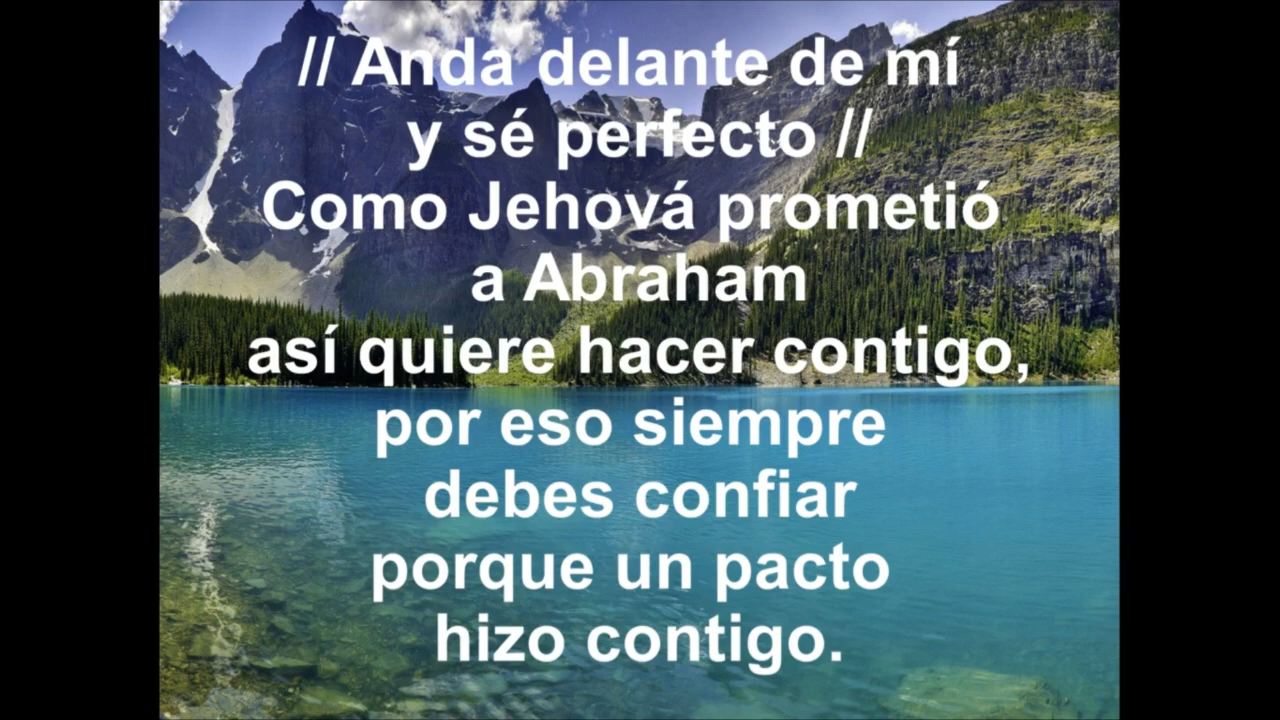 // Anda delante de mí
y sé perfecto //
Como Jehová prometió
a Abraham
así quiere hacer contigo,
por eso siempre
debes confiar
porque un pacto
hizo contigo.